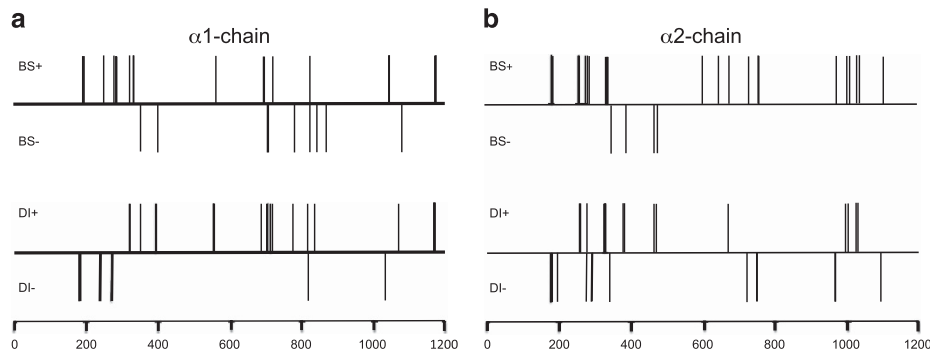 a
α1-chain
BS+
BS-
DI+
DI-
0 200 400 600 800 1000 1200
b
α2-chain
BS+
BS-
DI+
DI-
0 200 400 600 800 1000 1200